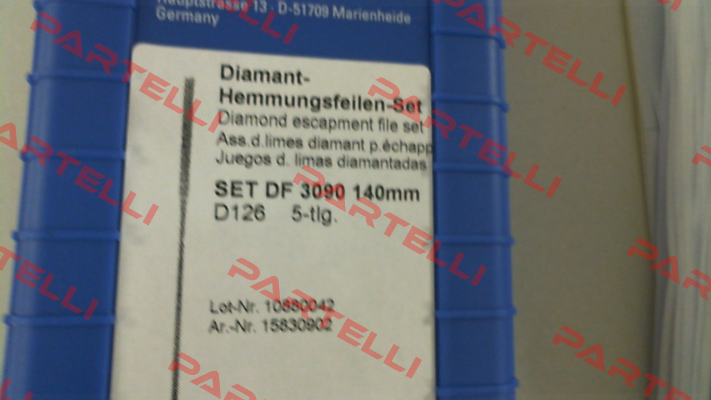 Hauptstrasse 13 · D-51709 Marienheide
Germany
Diamant-
Hemmungsfeilen-Set
Diamond escapment file set
Ass.d.limes diamant p.échapp
Juegos d. limas diamantadas
SET DF 3090 140mm
D126 5-tlg.
Lot-Nr. 10880042
Ar.-Nr. 15830902
PARTELLI
PARTELLI
PARTELLI
PARTELLI
PARTELLI
PARTELLI